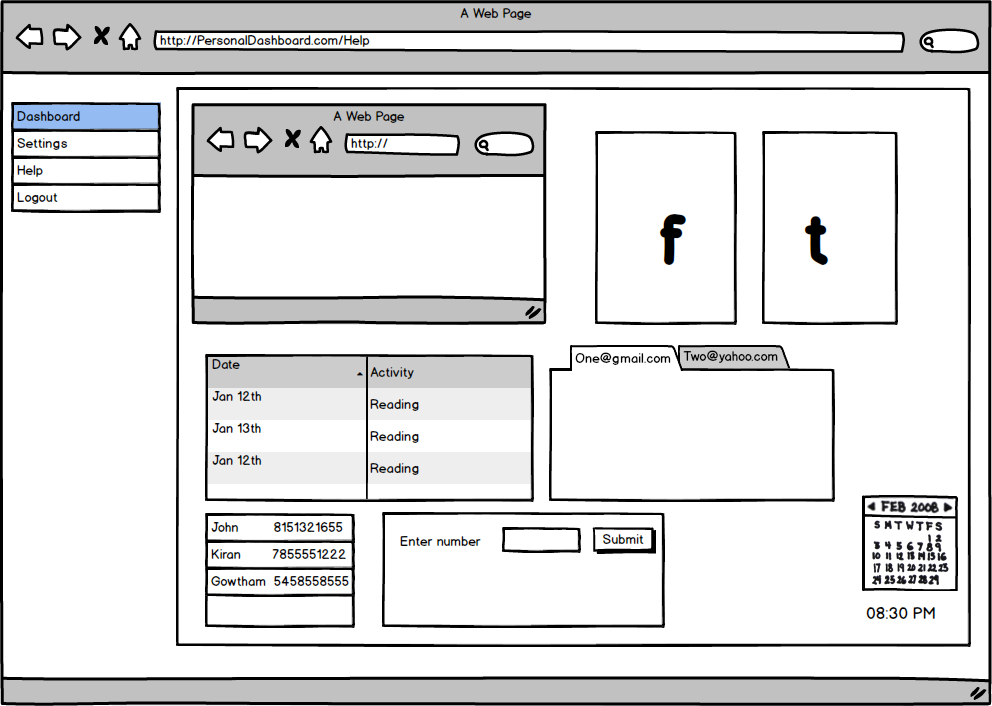 A Web Page
http://PersonalDashboard.com/Help
Dashboard
Settings
Help
Logout
A Web Page
http://
f
t
Date Activity
Jan 12th Reading
Jan 13th Reading
Jan 12th Reading
One@gmail.com Two@yahoo.com
John 8151321655
Kiran 7855551222
Gowtham 5458558555
Enter number Submit
FEB 2008
S M T W T F S
1 2
3 4 5 6 7 8 9
10 11 12 13 14 15 16
17 18 19 20 21 22 23
24 25 26 27 28 29
08:30 PM